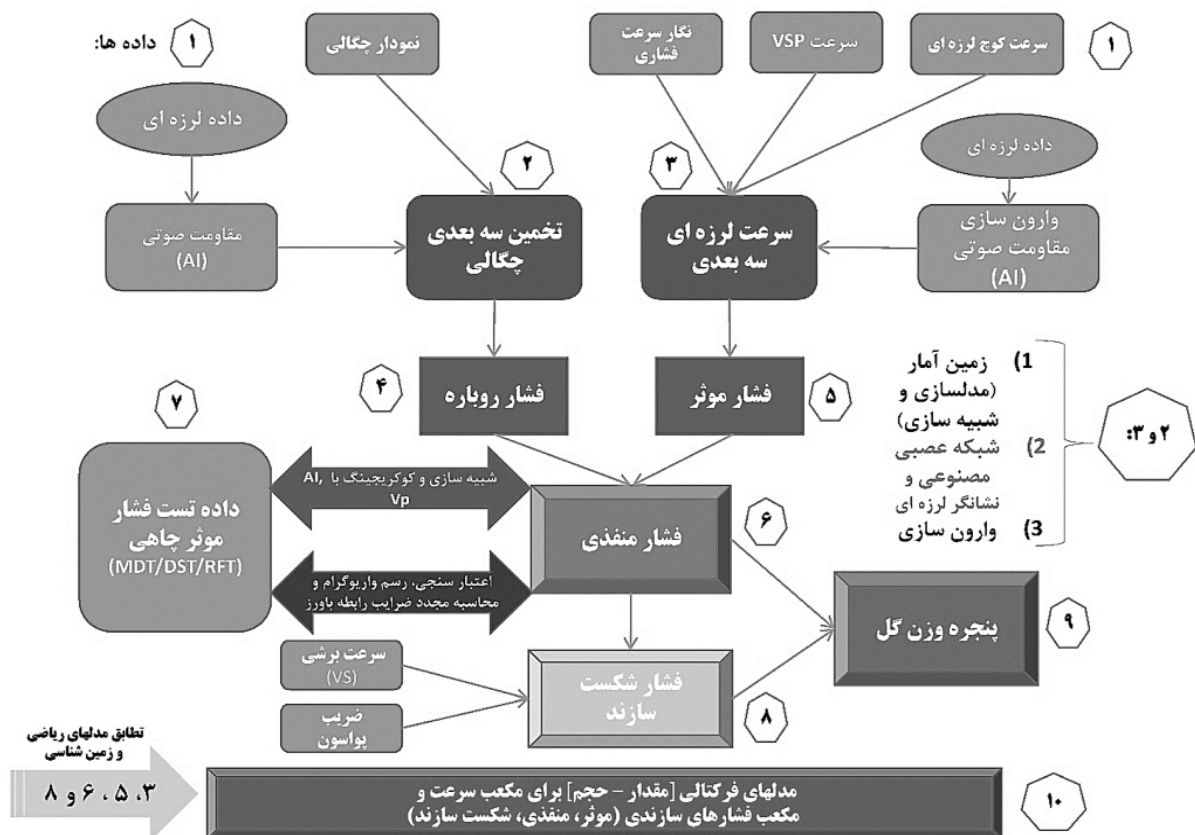 داده ها:
۱
نمودار چگالی
نگار سرعت
فشاری
سرعت VSP
سرعت کوچ لرزه ای
۱
داده لرزه ای
داده لرزه ای
۲
۳
مقاومت صوتی
(AI)
تخمین سه بعدی
چگالی
سرعت لرزه ای
سه بعدی
وارون سازی
مقاومت صوتی
(AI)
۴
فشار روباره
فشار موثر
۵
1) زمین آمار
(مدلسازی و
شبیه سازی)
2) شبکه عصبی
مصنوعی و
نشانگر لرزه ای
3) وارون سازی
۲ و ۳:
۷
داده تست فشار
موثر چاهی
(MDT/DST/RFT)
شبیه سازی و کوکریجینگ با AI,
Vp
اعتبار سنجی، رسم واریوگرام و
محاسبه مجدد ضرایب رابطه باورز
فشار منفذی
۶
پنجره وزن گل
۹
سرعت برشی
(VS)
ضریب
پواسون
فشار شکست
سازند
۸
تطابق مدلهای ریاضی
و زمین شناسی
۳، ۵، ۶ و ۸
مدلهای فرکتالی [مقدار – حجم] برای مکعب سرعت و
مکعب فشارهای سازندی (موثر، منفذی، شکست سازند)
۱۰